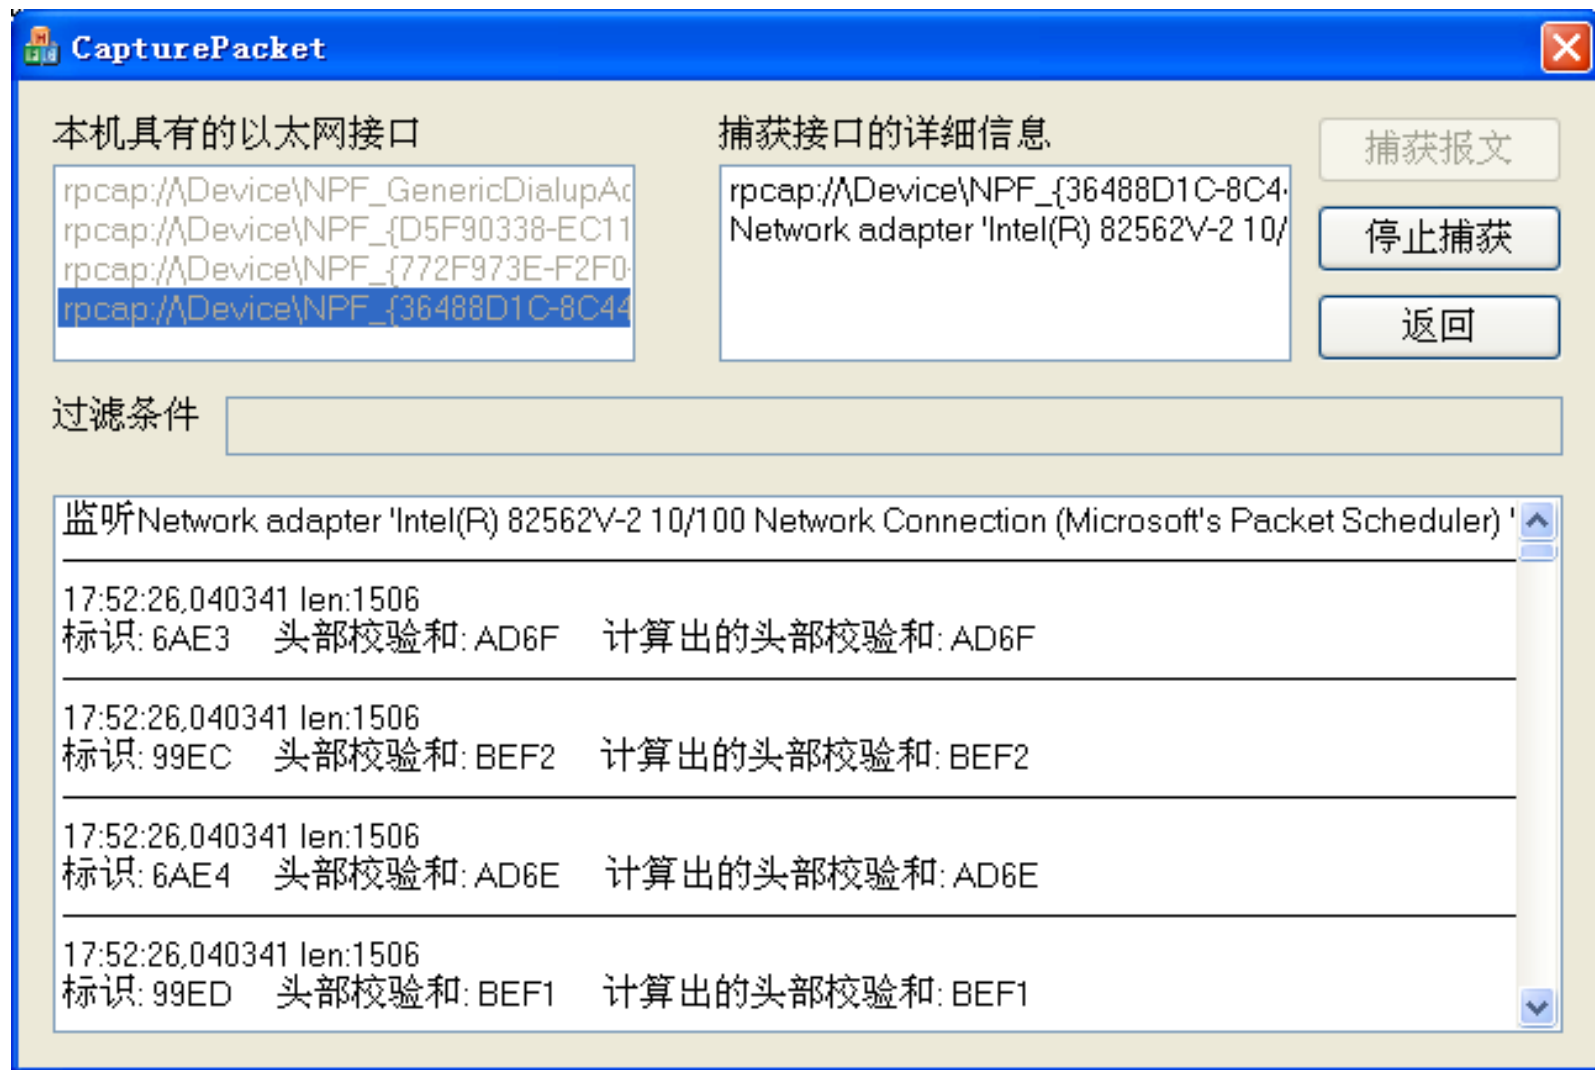 CapturePacket
本机具有的以太网接口
rpcap://\Device\NPF_GenericDialupAd
rpcap://\Device\NPF_{D5F90338-EC11
rpcap://\Device\NPF_{772F973E-F2F0-
rpcap://\Device\NPF_{36488D1C-8C44
捕获接口的详细信息
rpcap://\Device\NPF_{36488D1C-8C4
Network adapter 'Intel(R) 82562V-2 10/
捕获报文
停止捕获
返回
过滤条件
监听Network adapter 'Intel(R) 82562V-2 10/100 Network Connection (Microsoft's Packet Scheduler) '
17:52:26,040341 len:1506
标识: 6AE3 头部校验和: AD6F 计算出的头部校验和: AD6F
17:52:26,040341 len:1506
标识: 99EC 头部校验和: BEF2 计算出的头部校验和: BEF2
17:52:26,040341 len:1506
标识: 6AE4 头部校验和: AD6E 计算出的头部校验和: AD6E
17:52:26,040341 len:1506
标识: 99ED 头部校验和: BEF1 计算出的头部校验和: BEF1